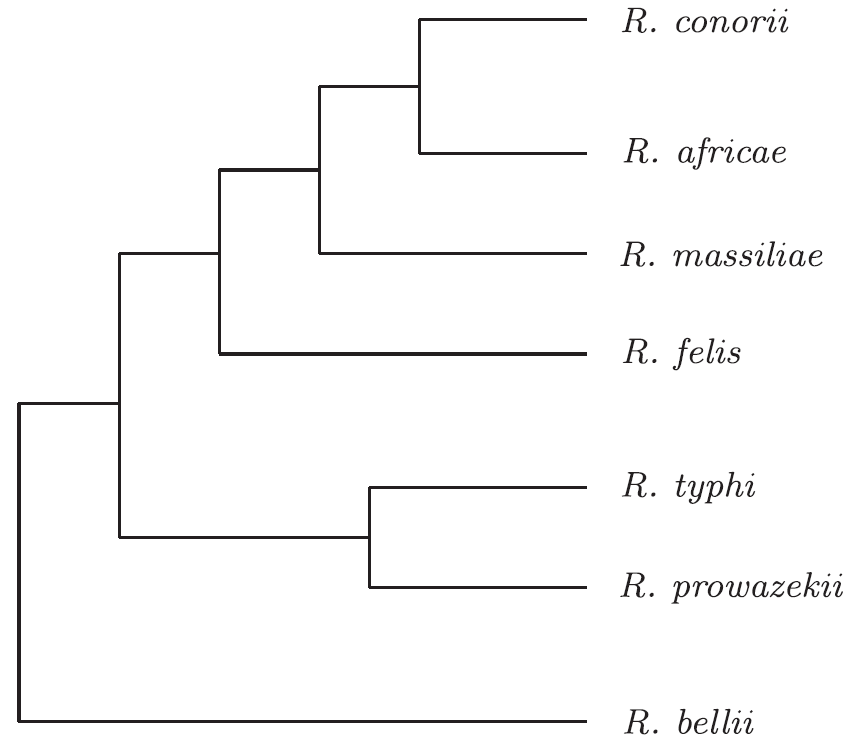 R. conorii
R. africae
R. massiliae
R. felis
R. typhi
R. prowazekii
R. bellii